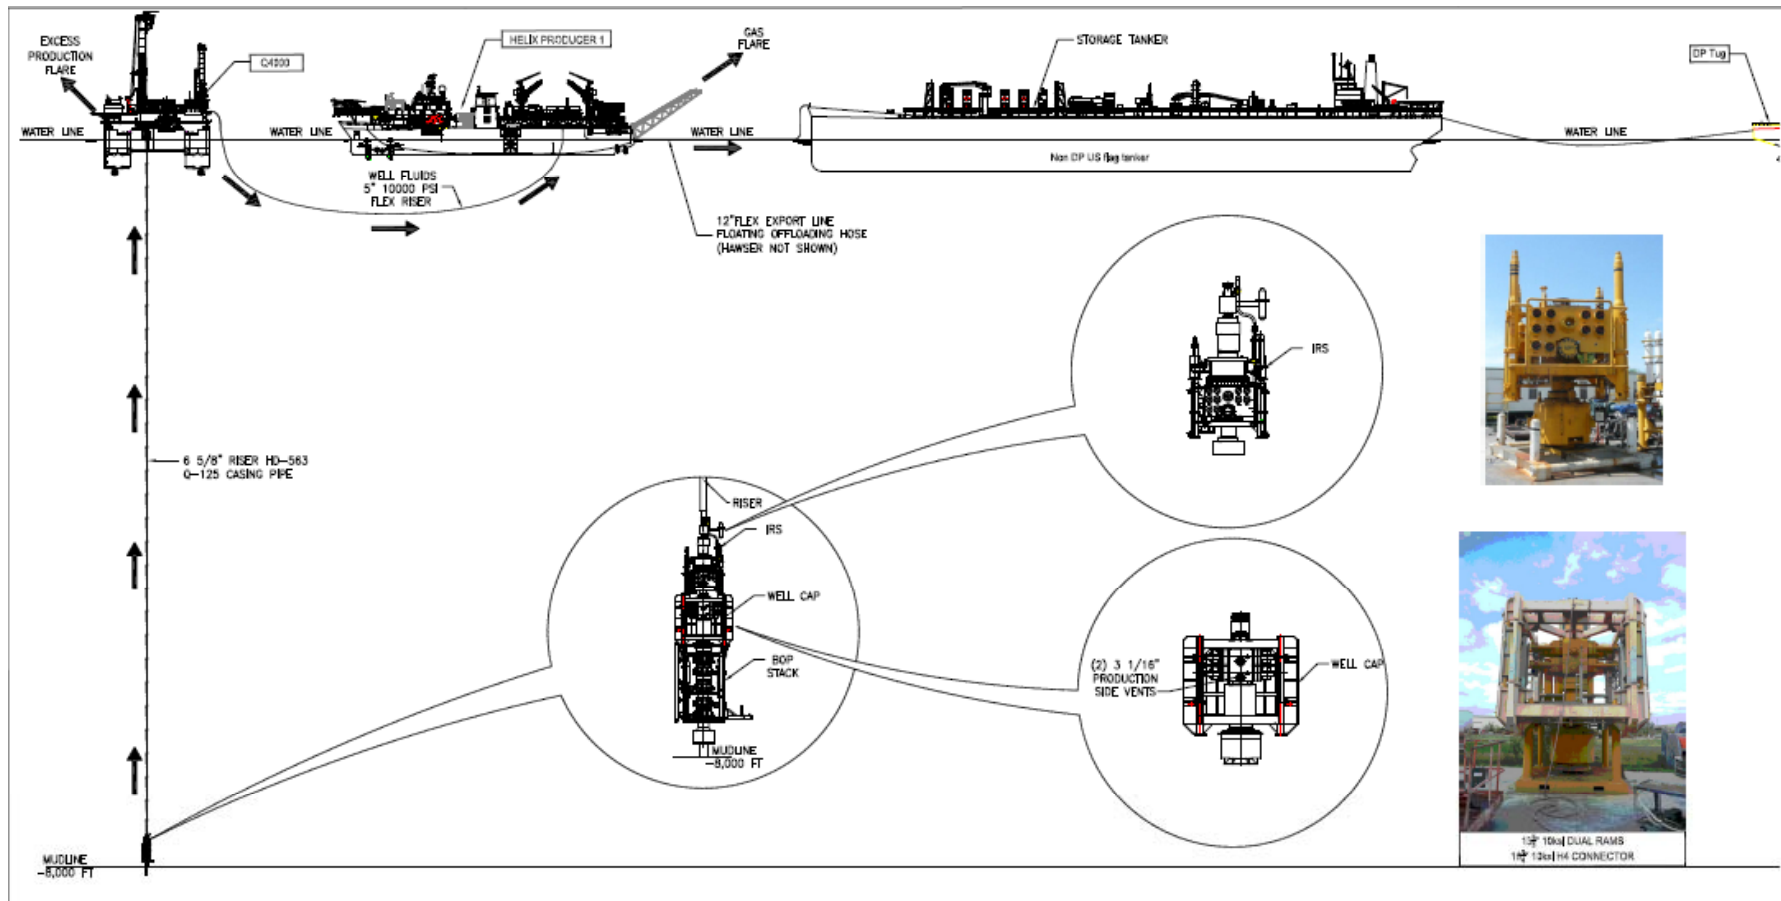 EXCESS
PRODUCTION
FLARE
Q4000
HELIX PRODUCER 1
GAS
FLARE
STORAGE TANKER
DP Tug
WATER LINE
WATER LINE
WATER LINE
WATER LINE
Non DP US flag tanker
WELL FLUIDS
5" 10000 PSI
FLEX RISER
12"FLEX EXPORT LINE
FLOATING OFFLOADING HOSE
(HAWSER NOT SHOWN)
IRS
6 5/8" RISER HD-563
Q-125 CASING PIPE
RISER
IRS
WELL CAP
BOP
STACK
MUDLINE
-8,000 FT
(2) 3 1/16"
PRODUCTION
SIDE VENTS
WELL CAP
DUAL RAMS
H4 CONNECTOR
MUDLINE
-8,000 FT